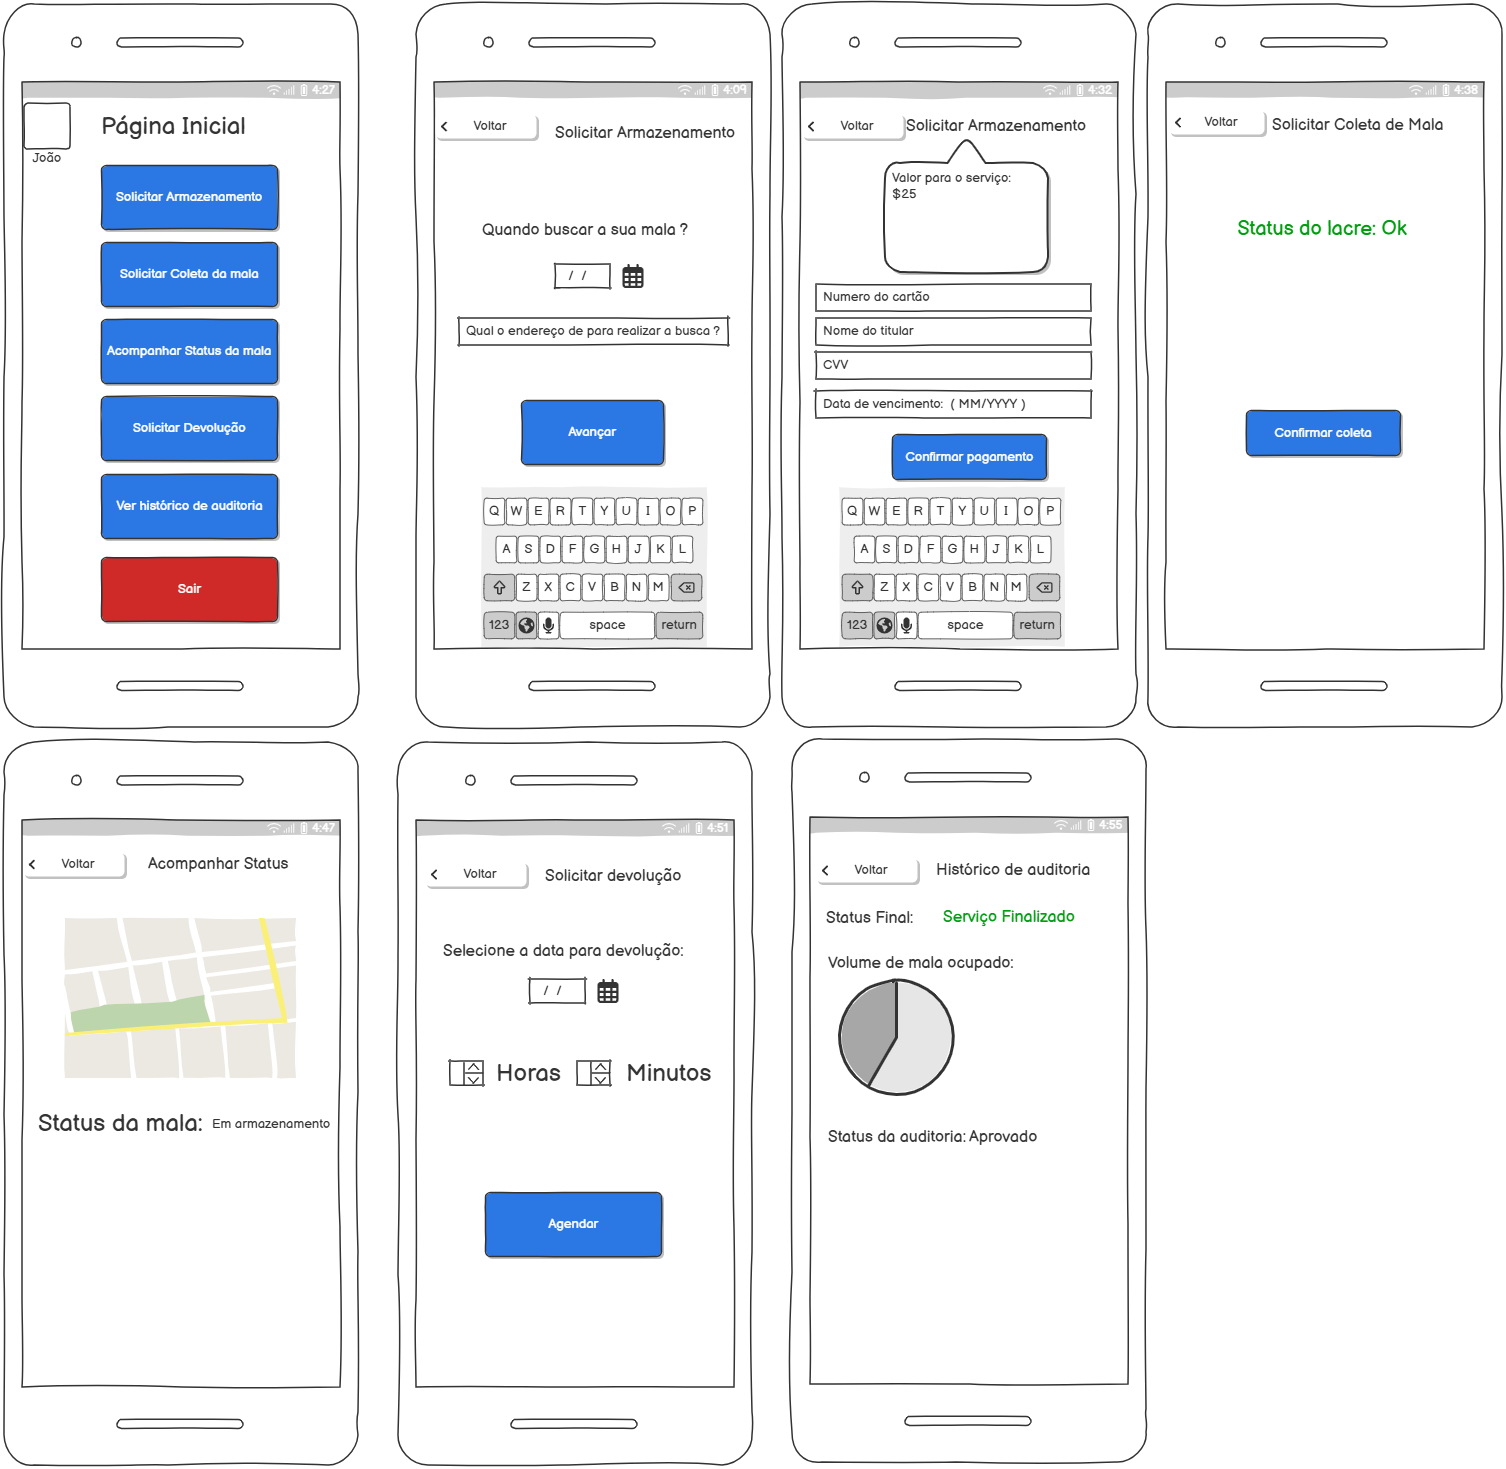 4:27
Página Inicial
João
Solicitar Armazenamento
Solicitar Coleta da mala
Acompanhar Status da mala
Solicitar Devolução
Ver histórico de auditoria
Sair
4:09
Voltar
Solicitar Armazenamento
Quando buscar a sua mala ?
/ /
Qual o endereço de para realizar a busca ?
Avançar
Q W E R T Y U I O P
A S D F G H J K L
Z X C V B N M
123 space return
4:32
Voltar
Solicitar Armazenamento
Valor para o serviço:
$25
Numero do cartão
Nome do titular
CVV
Data de vencimento: ( MM/YYYY )
Confirmar pagamento
Q W E R T Y U I O P
A S D F G H J K L
Z X C V B N M
123 space return
4:38
Voltar
Solicitar Coleta de Mala
Status do lacre: Ok
Confirmar coleta
4:47
Voltar
Acompanhar Status
Status da mala: Em armazenamento
4:51
Voltar
Solicitar devolução
Selecione a data para devolução:
/ /
Horas Minutos
Agendar
4:55
Voltar
Histórico de auditoria
Status Final: Serviço Finalizado
Volume de mala ocupado:
Status da auditoria: Aprovado